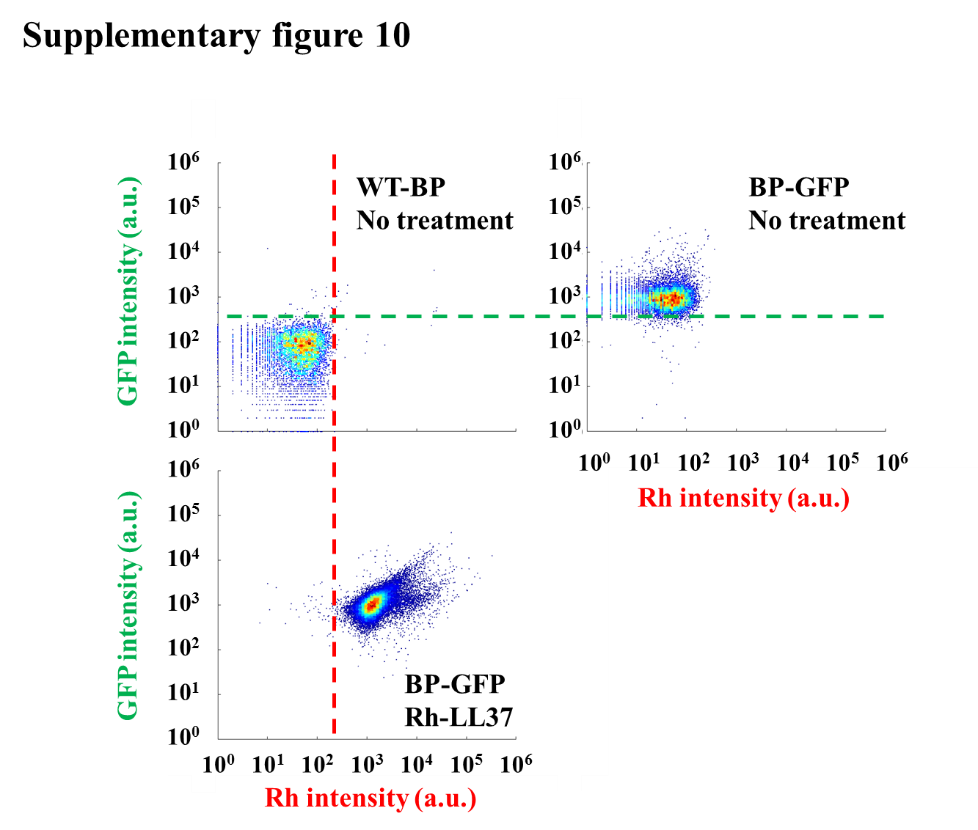 Supplementary figure 10
GFP intensity (a.u.)
10⁶
10⁵
10⁴
10³
10²
10¹
10⁰
WT-BP
No treatment
10⁶
10⁵
10⁴
10³
10²
10¹
10⁰
BP-GFP
No treatment
10⁰ 10¹ 10² 10³ 10⁴ 10⁵ 10⁶
Rh intensity (a.u.)
GFP intensity (a.u.)
10⁶
10⁵
10⁴
10³
10²
10¹
10⁰
BP-GFP
Rh-LL37
10⁰ 10¹ 10² 10³ 10⁴ 10⁵ 10⁶
Rh intensity (a.u.)